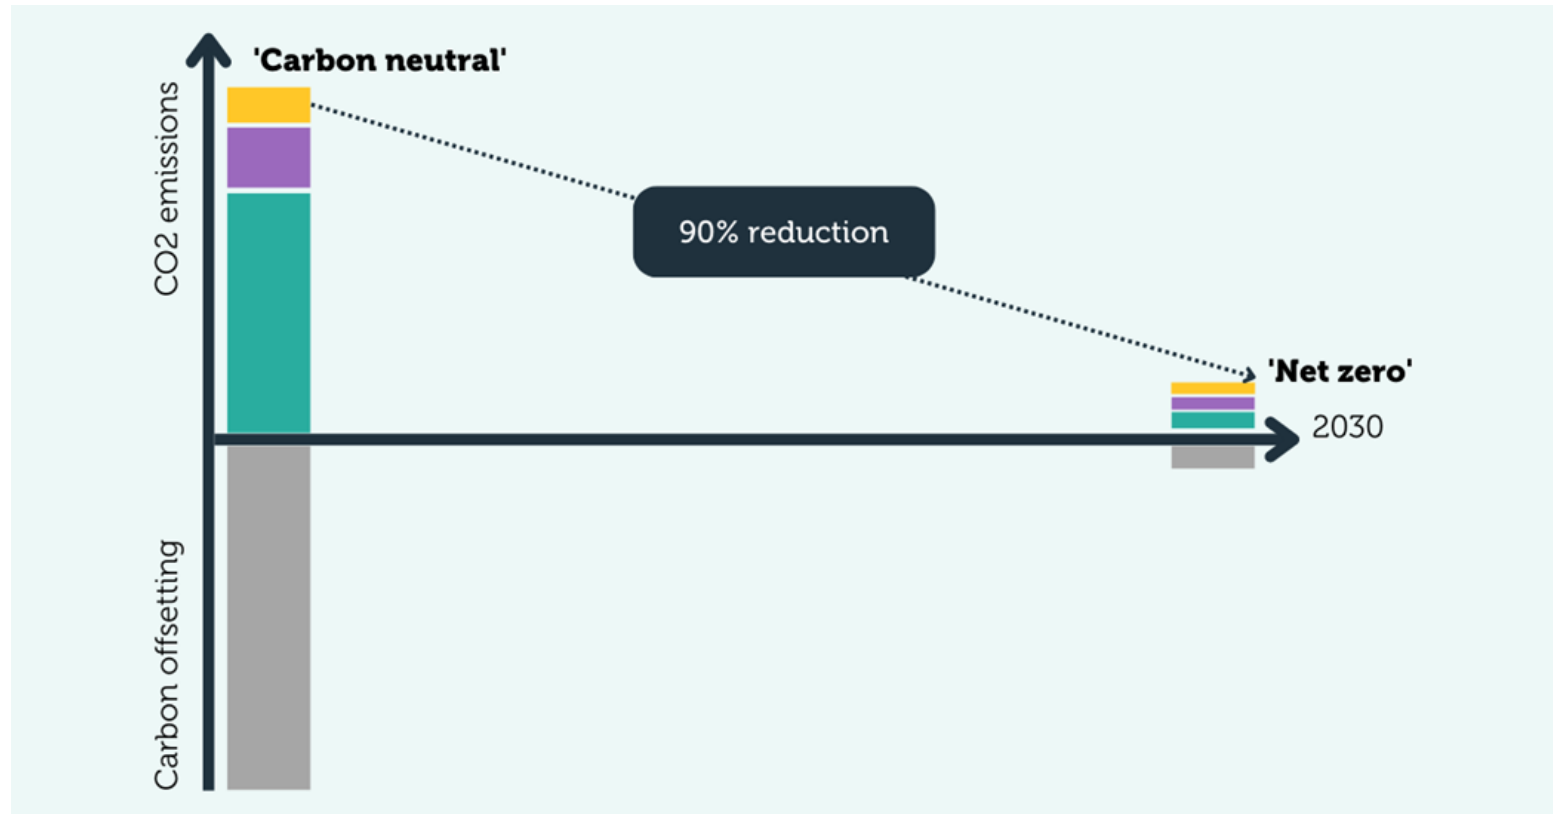 'Carbon neutral'
CO2 emissions
90% reduction
'Net zero'
2030
Carbon offsetting